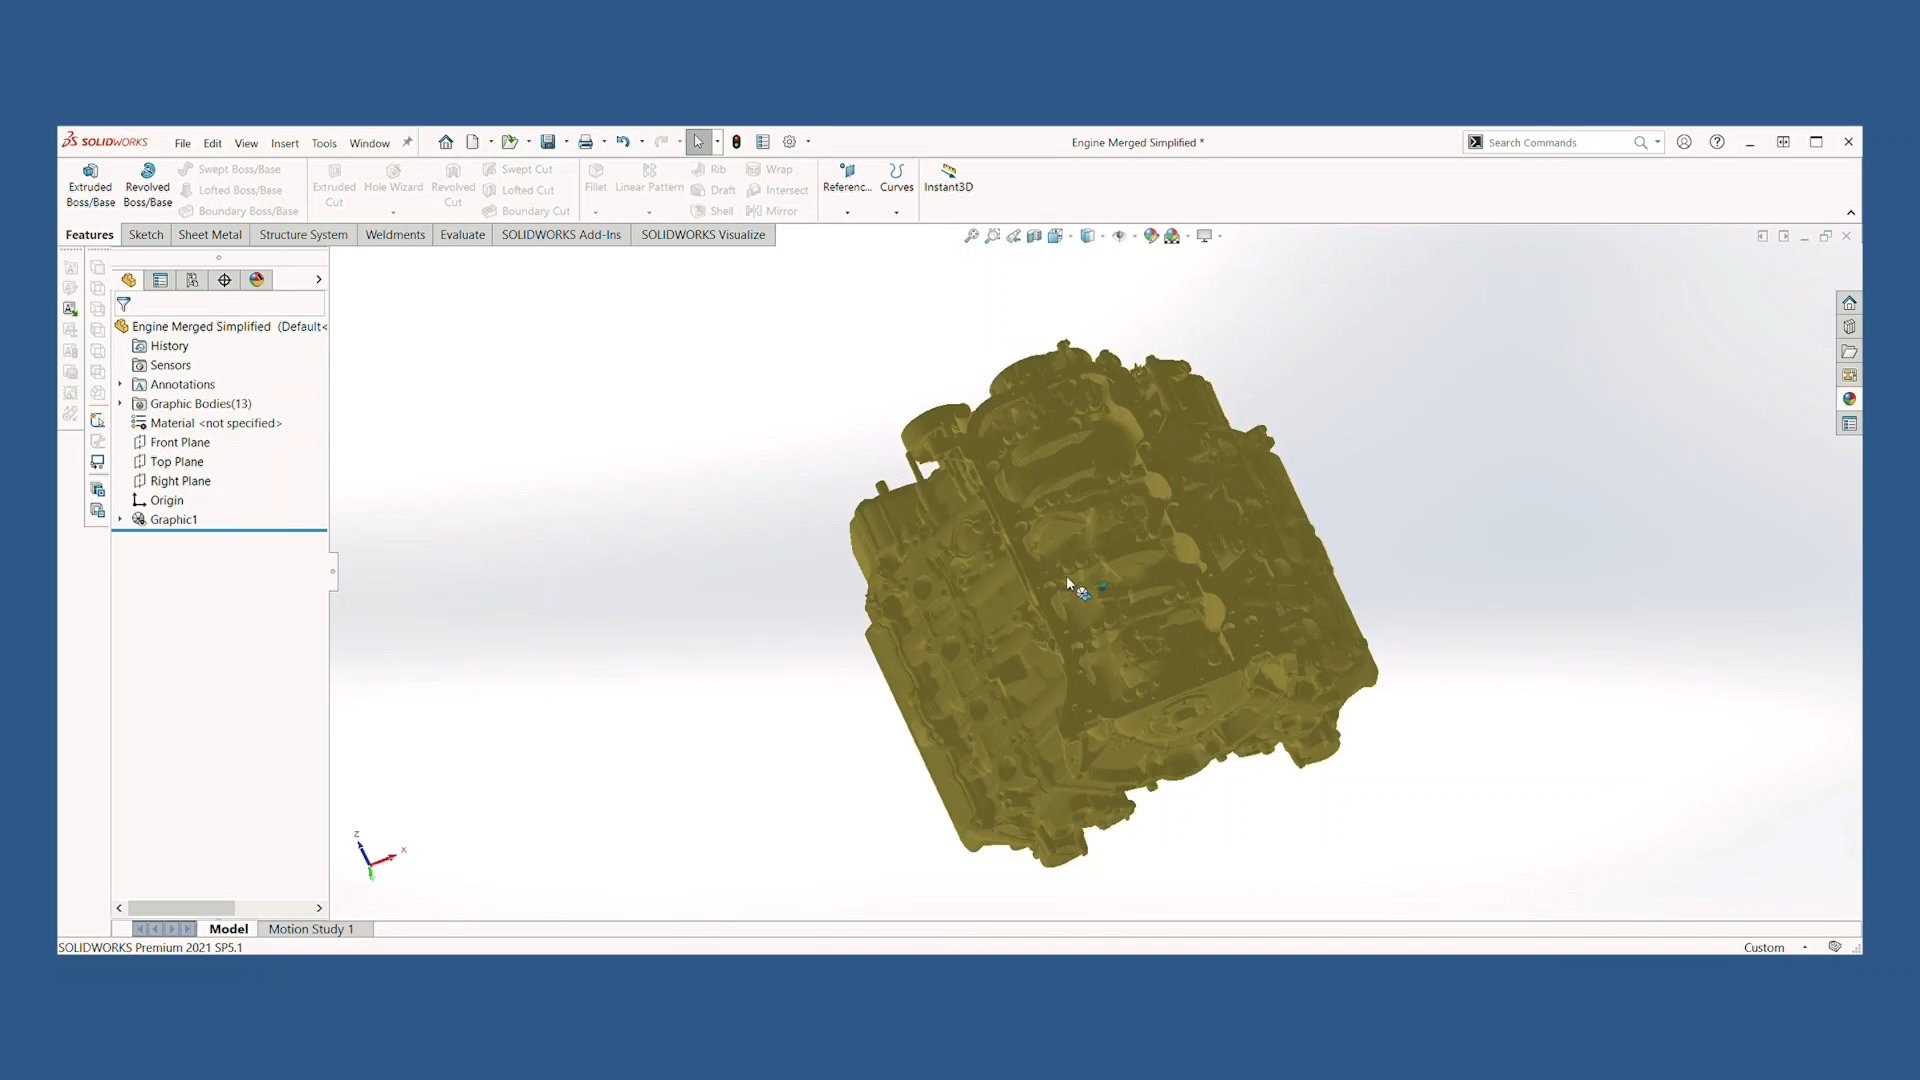 SOLIDWORKS File Edit View Insert Tools Window Engine Merged Simplified * Search Commands
Extruded Boss/Base
Revolved Boss/Base
Swept Boss/Base
Lofted Boss/Base
Boundary Boss/Base
Extruded Cut
Hole Wizard
Revolved Cut
Swept Cut
Lofted Cut
Boundary Cut
Fillet
Linear Pattern
Rib
Draft
Shell
Wrap
Intersect
Mirror
Referenc...
Curves
Instant3D
Features Sketch Sheet Metal Structure System Weldments Evaluate SOLIDWORKS Add-Ins SOLIDWORKS Visualize
Engine Merged Simplified (Default<
History
Sensors
Annotations
Graphic Bodies(13)
Material <not specified>
Front Plane
Top Plane
Right Plane
Origin
Graphic1
Z
X
Model Motion Study 1
SOLIDWORKS Premium 2021 SP5.1 Custom